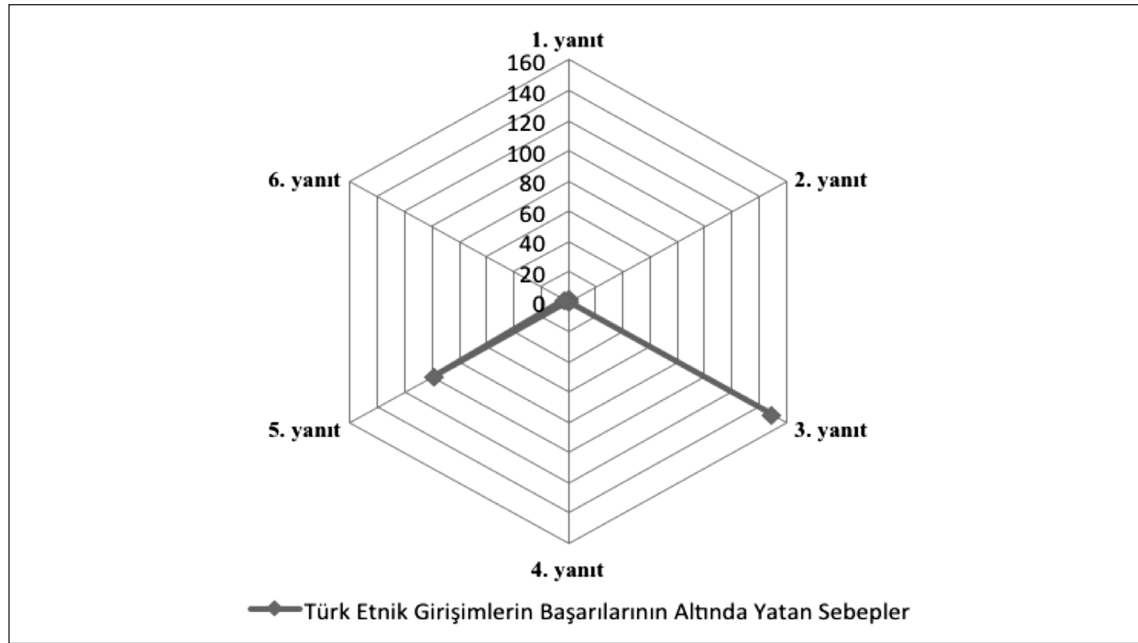 1. yanıt
160
140
120
100
80
60
40
20
0
6. yanıt
2. yanıt
5. yanıt
3. yanıt
4. yanıt
Türk Etnik Girişimlerin Başarılarının Altında Yatan Sebepler